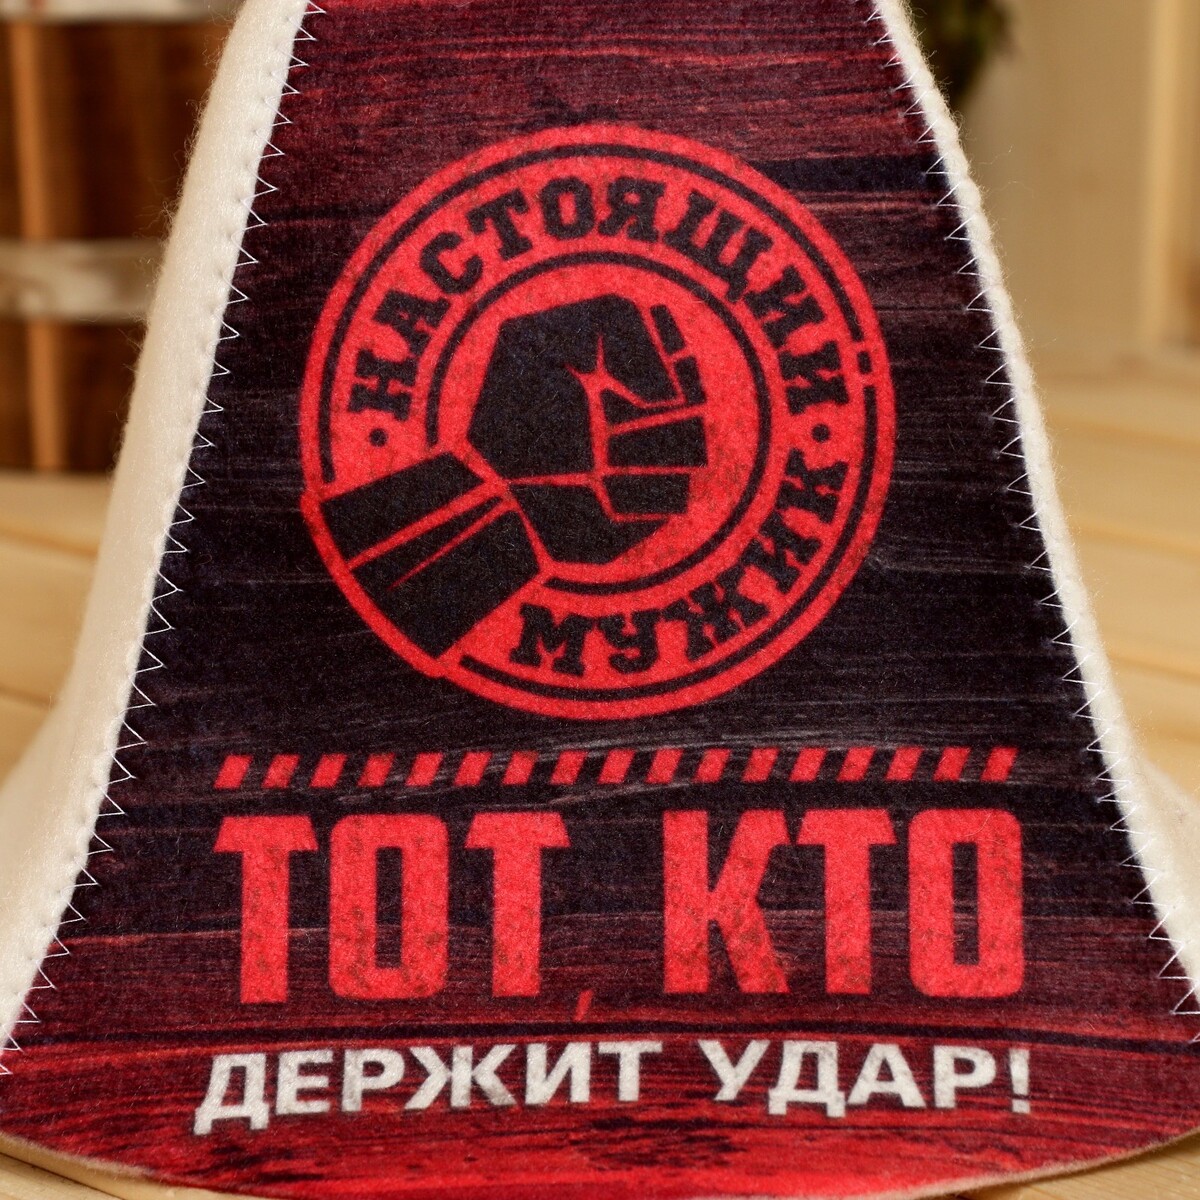 НАСТОЯЩИЙ · МУЖИК ·
ТОТ, КТО
ДЕРЖИТ УДАР!